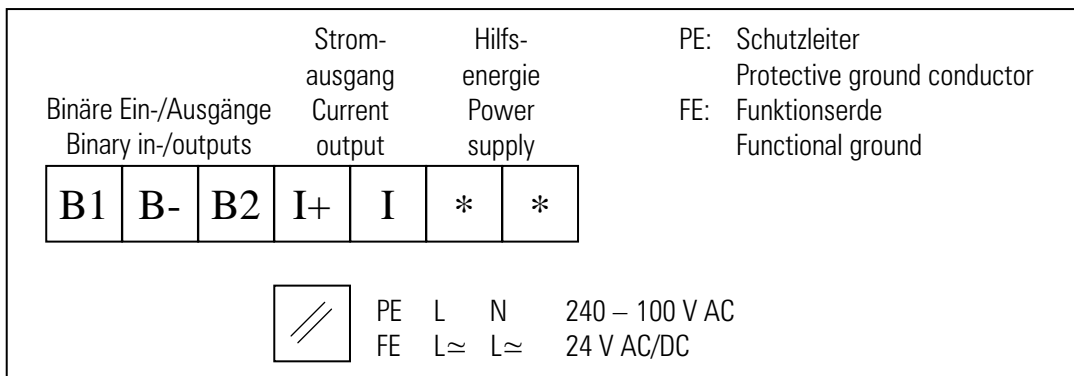 Binäre Ein-/Ausgänge
Binary in-/outputs
Strom-
ausgang
Current
output
Hilfs-
energie
Power
supply
PE: Schutzleiter
Protective ground conductor
FE: Funktionserde
Functional ground
B1 B- B2 I+ I * *
PE L N 240 – 100 V AC
FE L≃ L≃ 24 V AC/DC